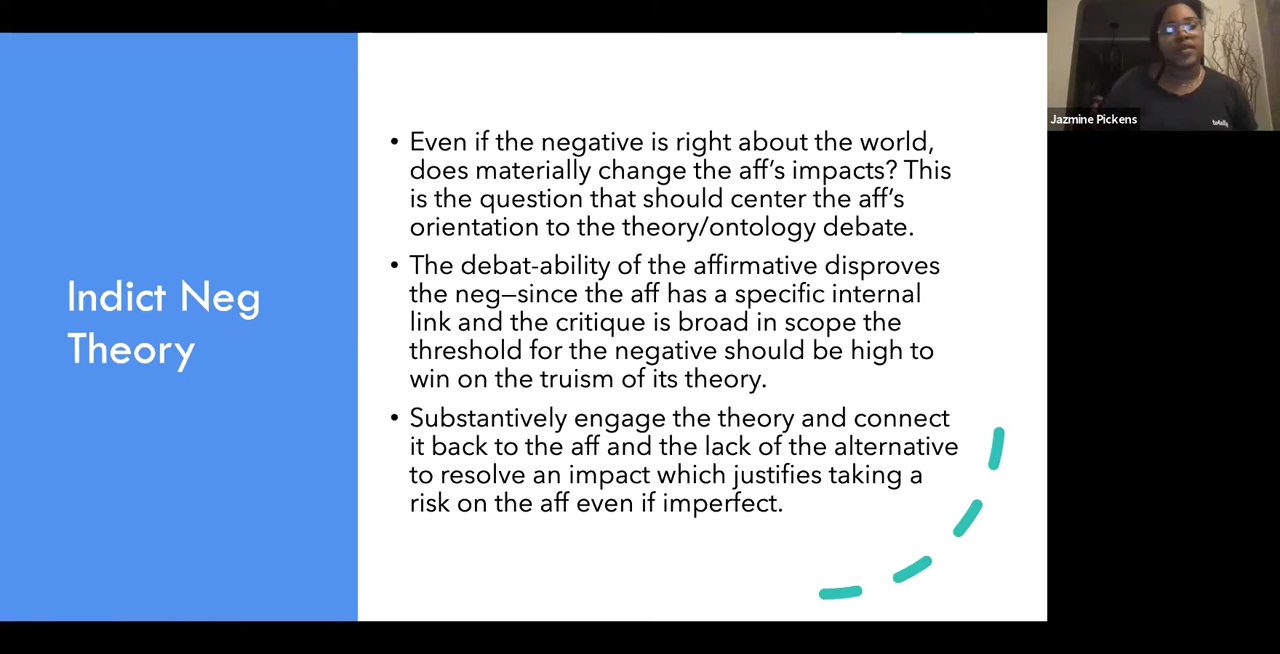 Indict Neg
Theory
• Even if the negative is right about the world,
does materially change the aff's impacts? This
is the question that should center the aff's
orientation to the theory/ontology debate.
• The debat-ability of the affirmative disproves
the neg—since the aff has a specific internal
link and the critique is broad in scope the
threshold for the negative should be high to
win on the truism of its theory.
• Substantively engage the theory and connect
it back to the aff and the lack of the alternative
to resolve an impact which justifies taking a
risk on the aff even if imperfect.
Jazmine Pickens
totally